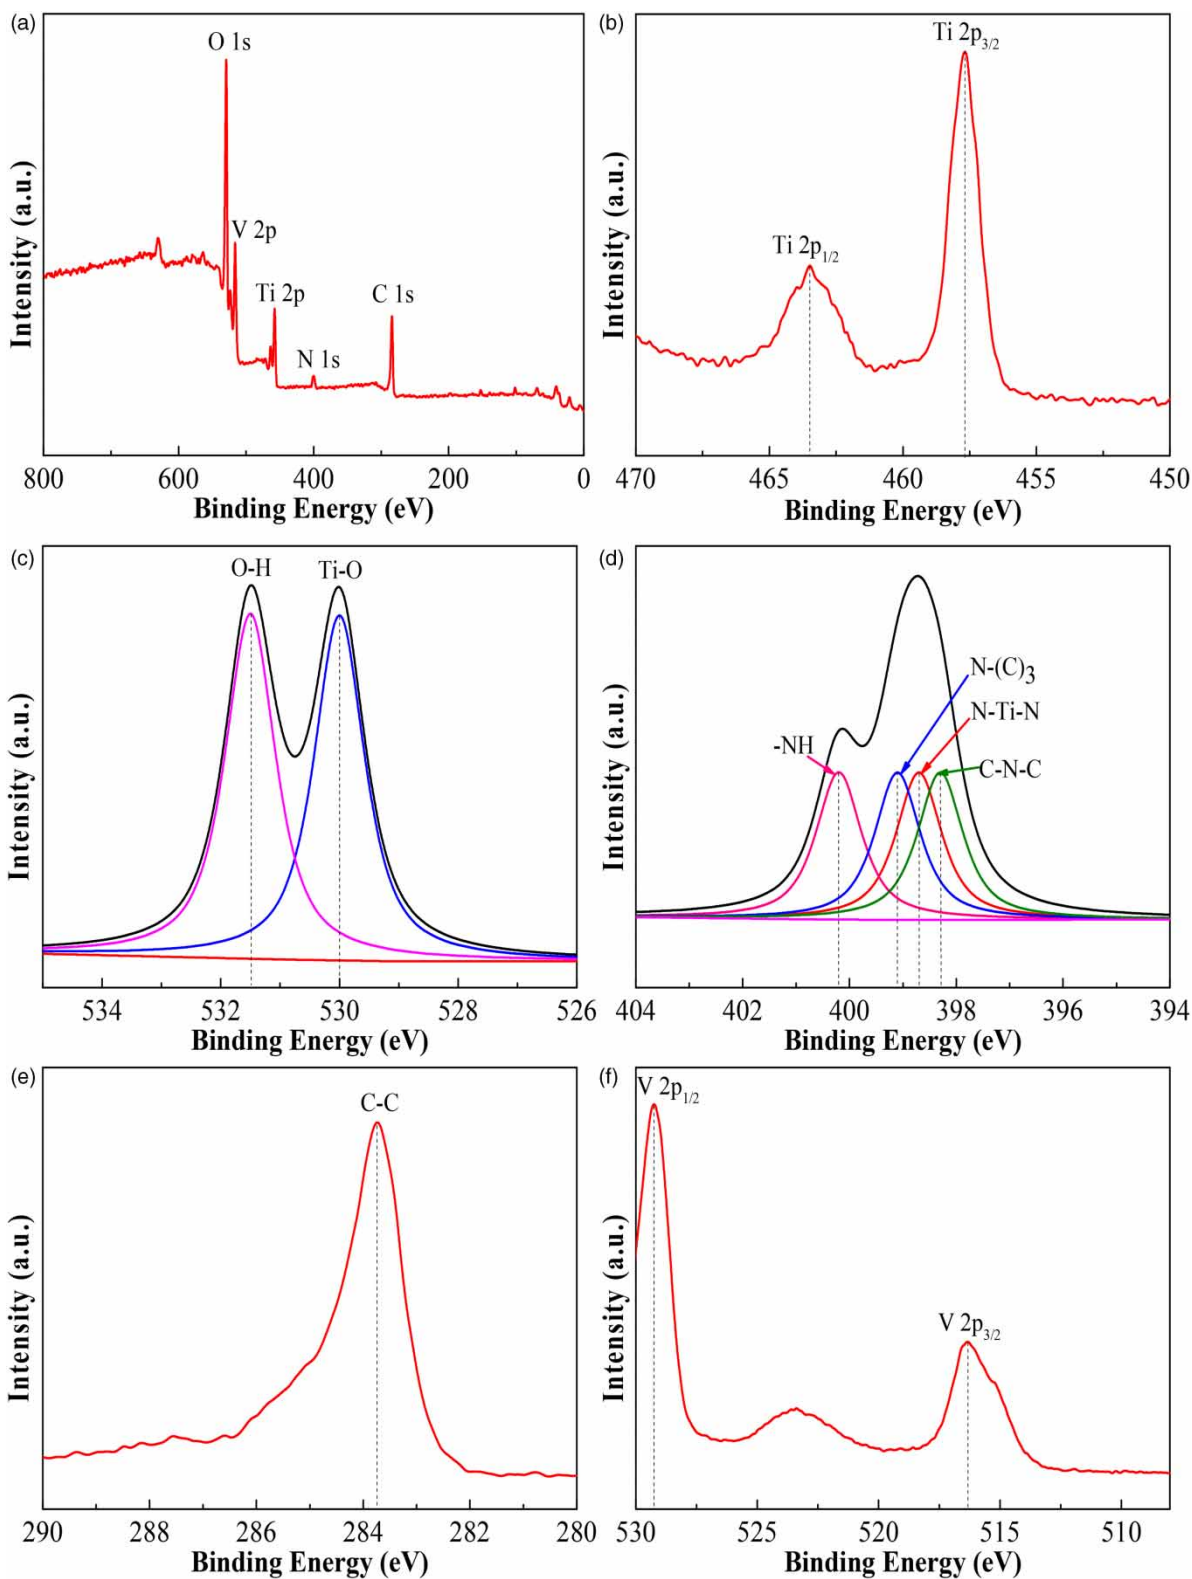 (a)
O 1s
V 2p
Ti 2p
N 1s
C 1s
Intensity (a.u.)
800 600 400 200 0
Binding Energy (eV)
(b)
Ti 2p3/2
Ti 2p1/2
Intensity (a.u.)
470 465 460 455 450
Binding Energy (eV)
(c)
O-H
Ti-O
Intensity (a.u.)
534 532 530 528 526
Binding Energy (eV)
(d)
N-(C)3
N-Ti-N
-NH
C-N-C
Intensity (a.u.)
404 402 400 398 396 394
Binding Energy (eV)
(e)
C-C
Intensity (a.u.)
290 288 286 284 282 280
Binding Energy (eV)
(f)
V 2p1/2
V 2p3/2
Intensity (a.u.)
530 525 520 515 510
Binding Energy (eV)